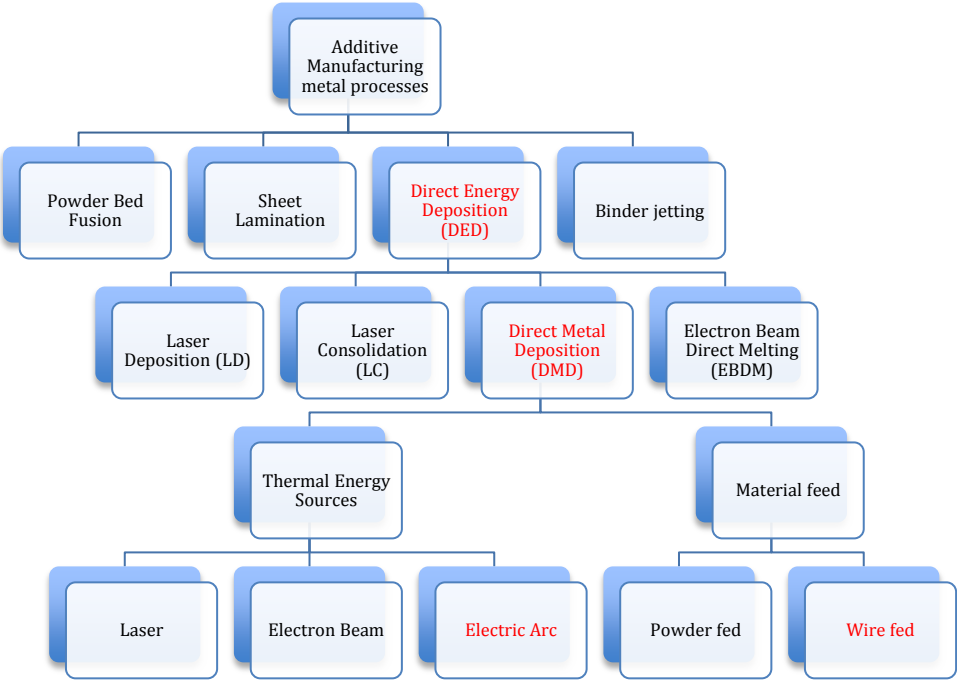 Additive
Manufacturing
metal processes
Powder Bed
Fusion
Sheet
Lamination
Direct Energy
Deposition
(DED)
Binder jetting
Laser
Deposition (LD)
Laser
Consolidation
(LC)
Direct Metal
Deposition
(DMD)
Electron Beam
Direct Melting
(EBDM)
Thermal Energy
Sources
Material feed
Laser
Electron Beam
Electric Arc
Powder fed
Wire fed